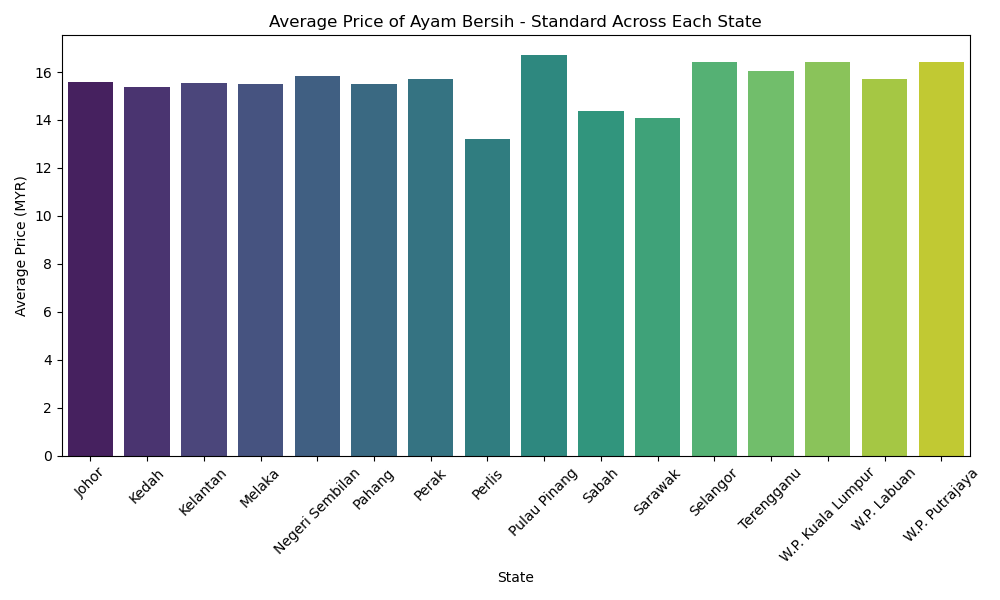 Average Price of Ayam Bersih - Standard Across Each State
Average Price (MYR)
16
14
12
10
8
6
4
2
0
Johor
Kedah
Kelantan
Melaka
Negeri Sembilan
Pahang
Perak
Perlis
Pulau Pinang
Sabah
Sarawak
Selangor
Terengganu
W.P. Kuala Lumpur
W.P. Labuan
W.P. Putrajaya
State